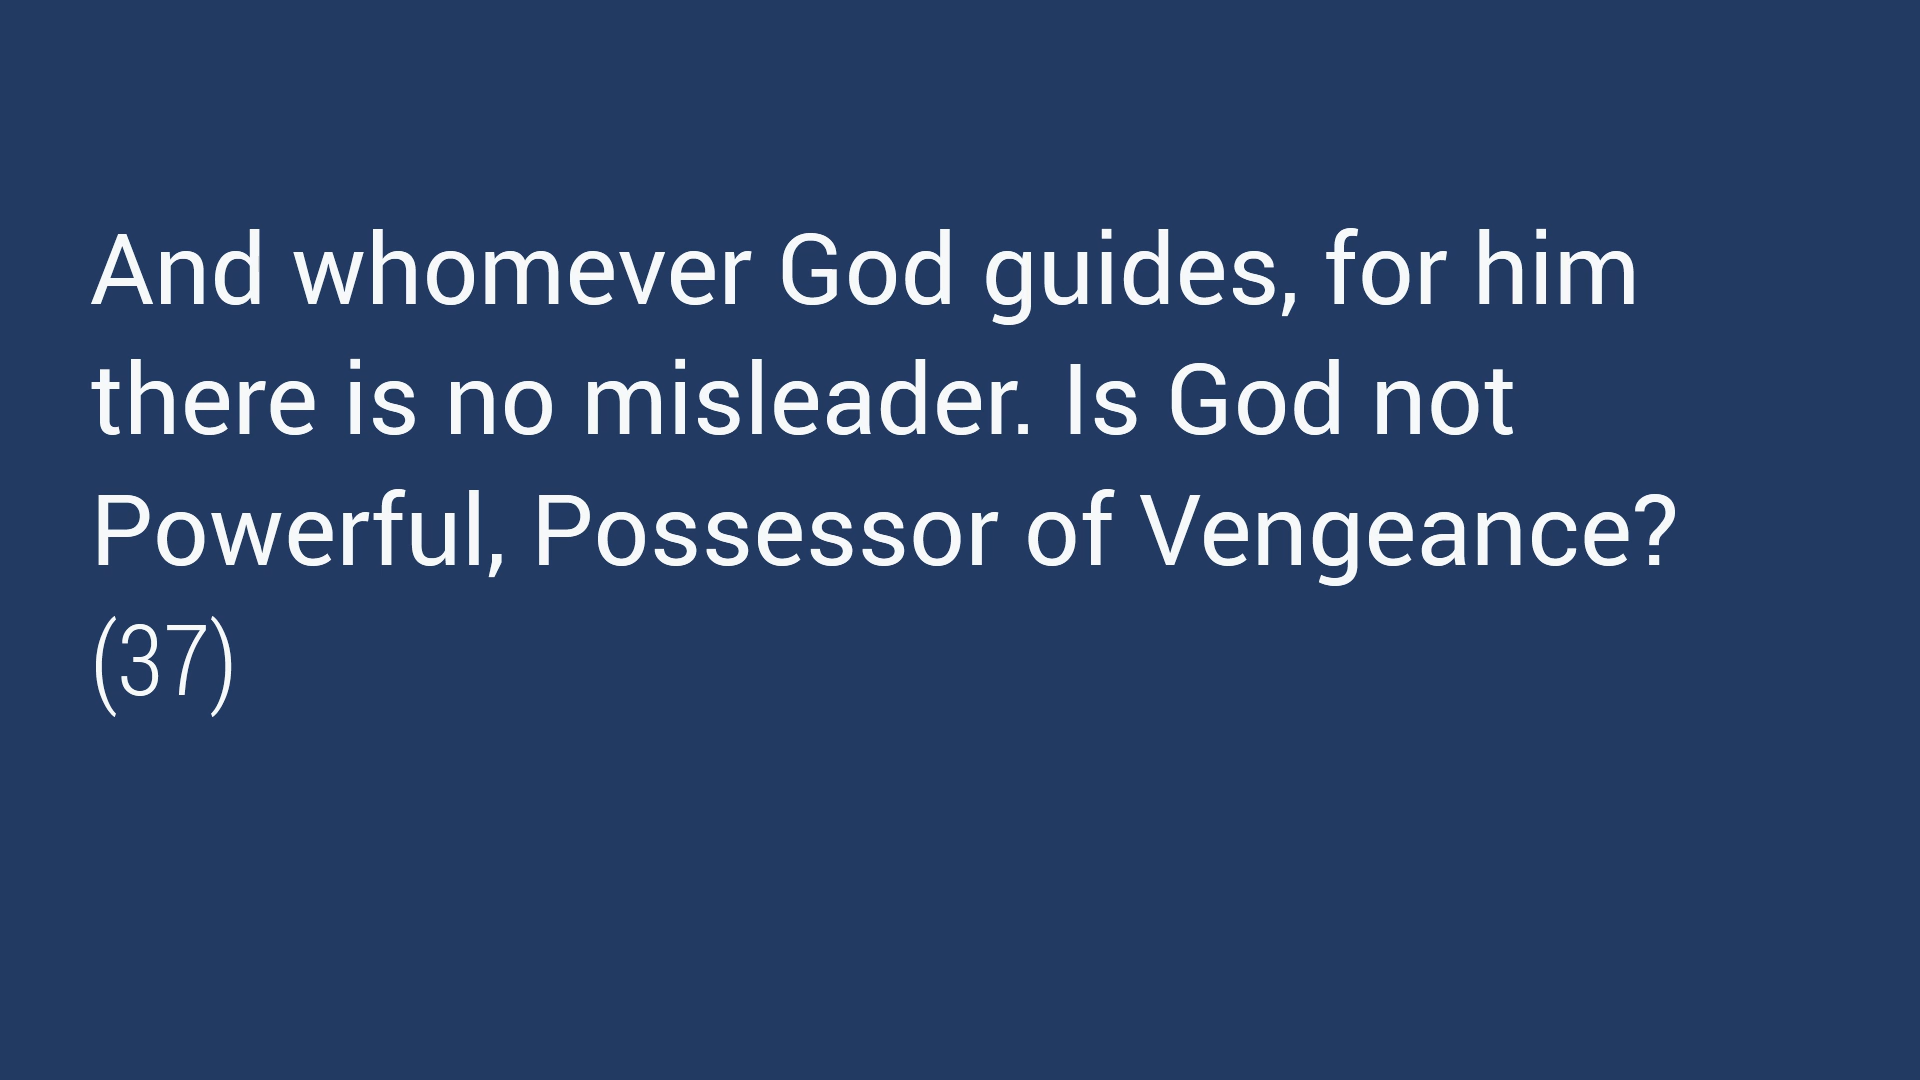 And whomever God guides, for him
there is no misleader. Is God not
Powerful, Possessor of Vengeance?
(37)